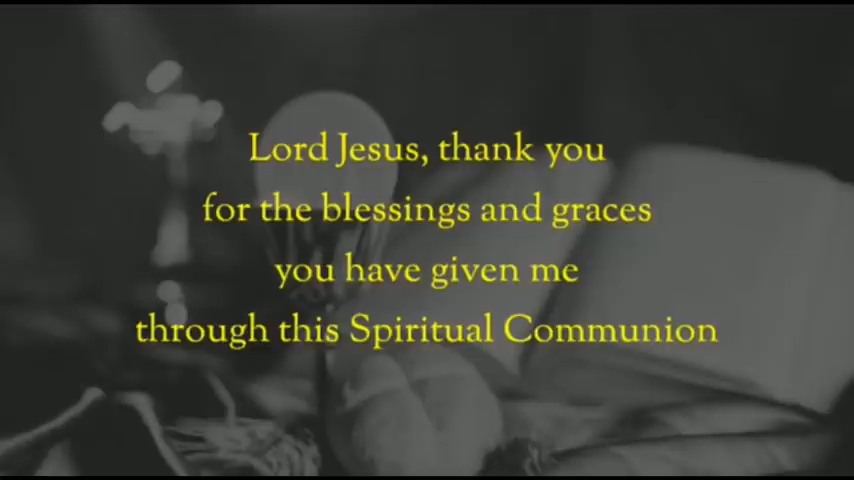 Lord Jesus, thank you
for the blessings and graces
you have given me
through this Spiritual Communion